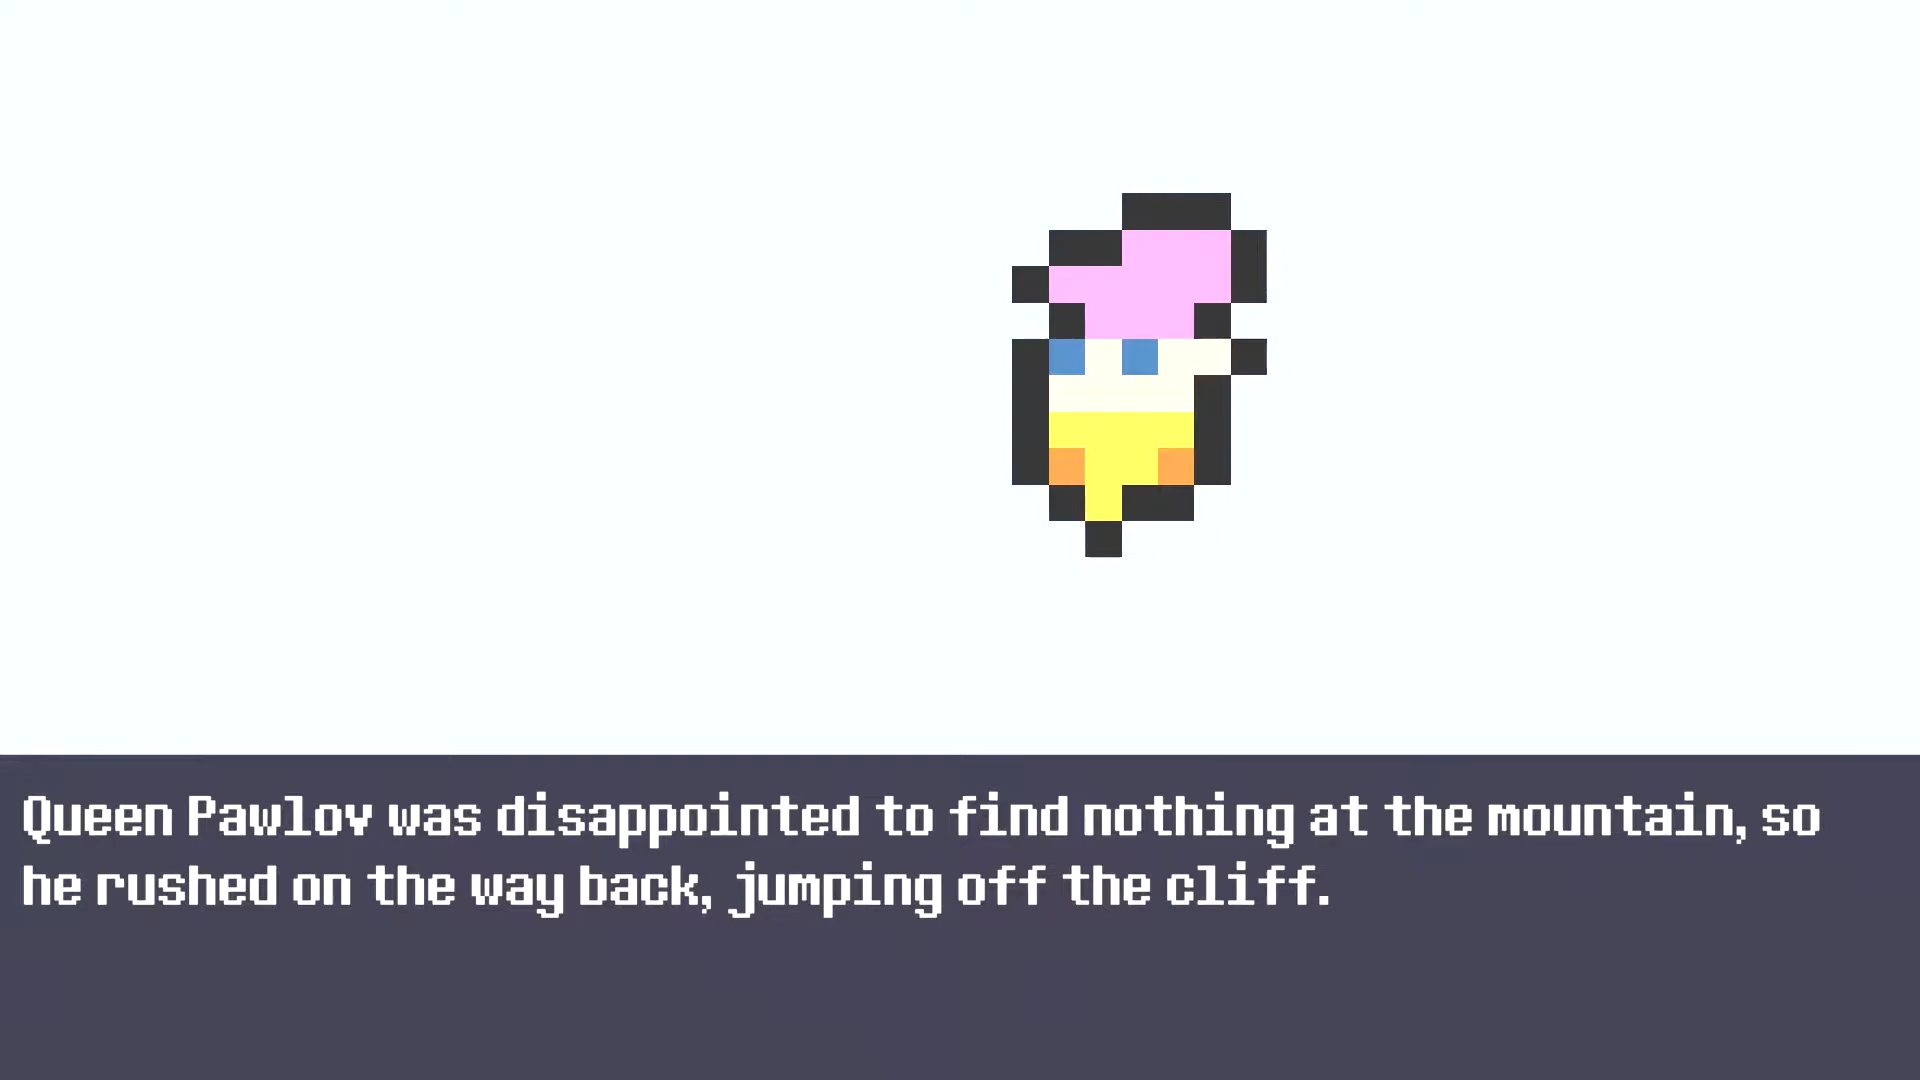 Queen Pawlov was disappointed to find nothing at the mountain, so
he rushed on the way back, jumping off the cliff.